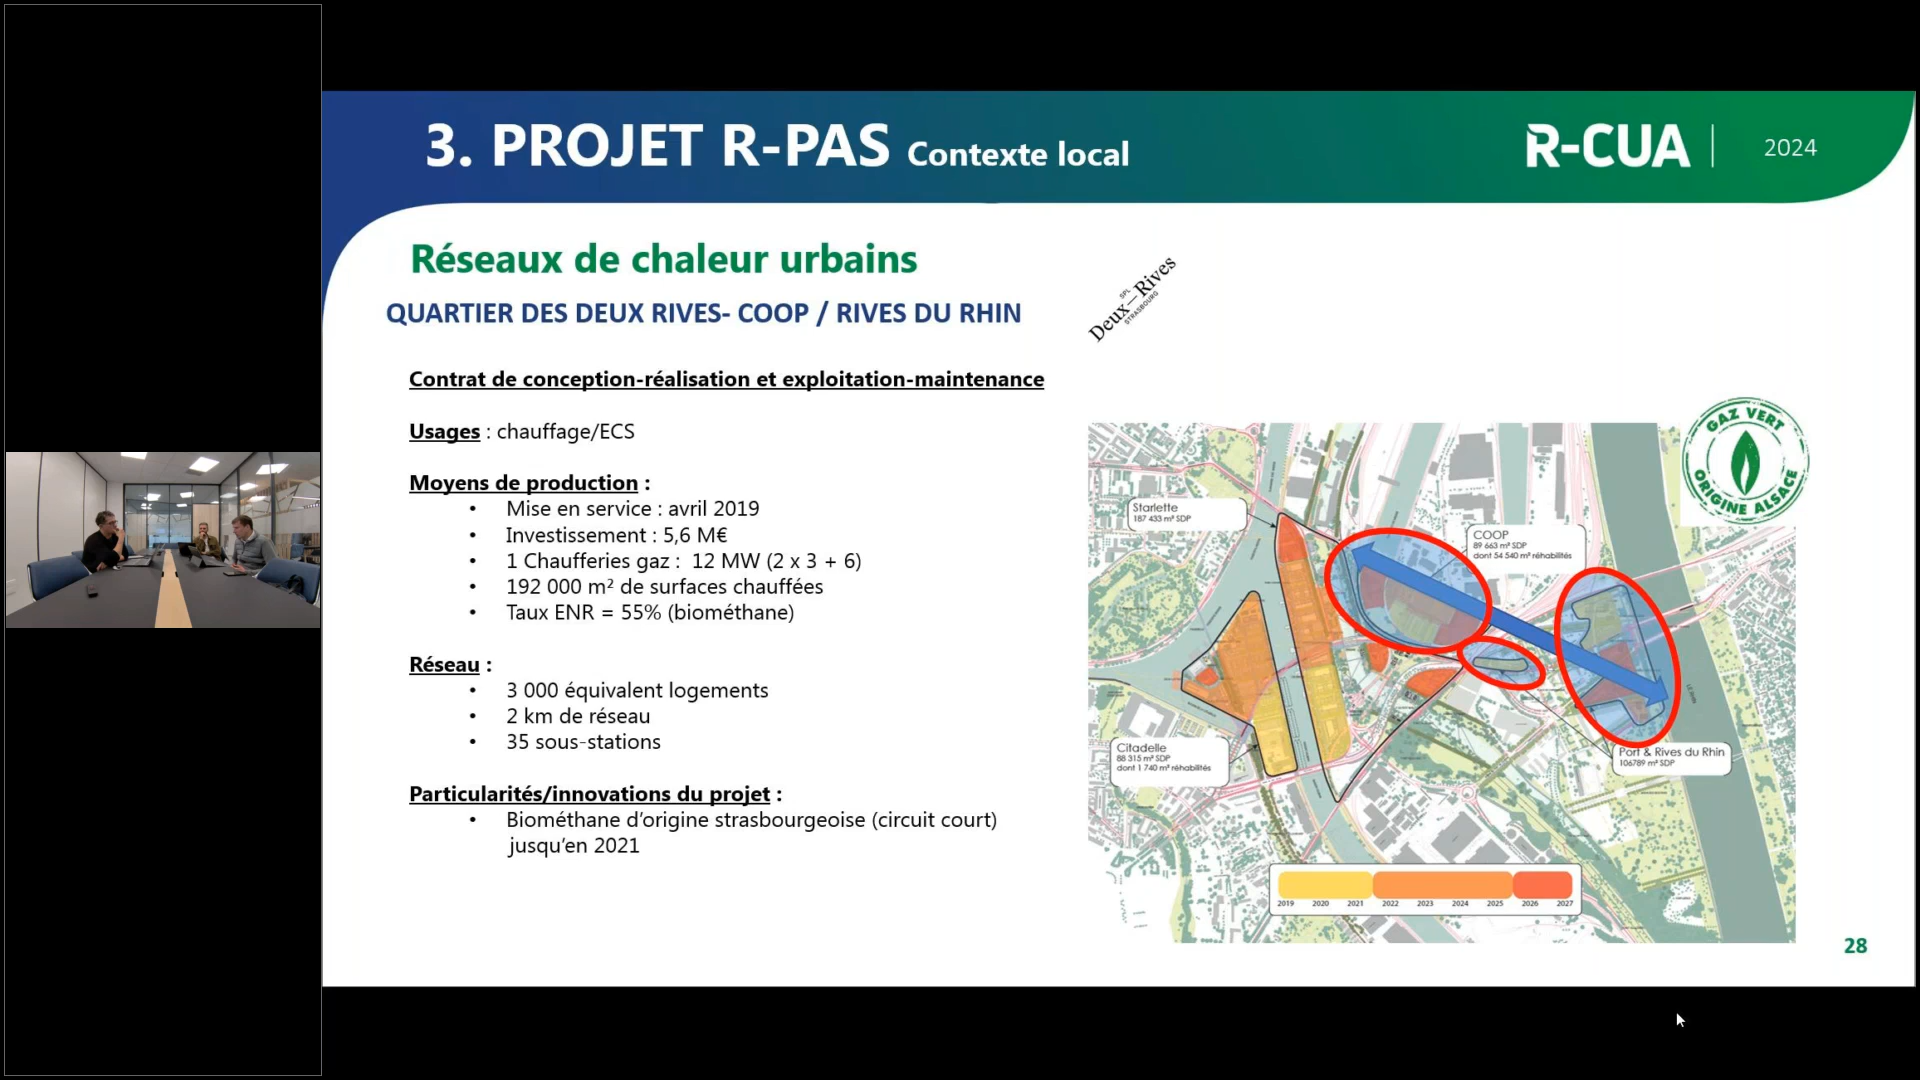 3. PROJET R-PAS Contexte local
R-CUA
2024
Réseaux de chaleur urbains
QUARTIER DES DEUX RIVES- COOP / RIVES DU RHIN
SPL
Deux—Rives
STRASBOURG
Contrat de conception-réalisation et exploitation-maintenance
Usages : chauffage/ECS
Moyens de production :
• Mise en service : avril 2019
• Investissement : 5,6 M€
• 1 Chaufferies gaz : 12 MW (2 x 3 + 6)
• 192 000 m² de surfaces chauffées
• Taux ENR = 55% (biométhane)
Réseau :
• 3 000 équivalent logements
• 2 km de réseau
• 35 sous-stations
Particularités/innovations du projet :
• Biométhane d’origine strasbourgeoise (circuit court)
jusqu’en 2021
GAZ VERT
ORIGINE ALSACE
Starlette
187 433 m² SDP
COOP
89 663 m² SDP
dont 54 540 m² réhabilités
Citadelle
88 315 m² SDP
dont 1 740 m² réhabilités
Port & Rives du Rhin
106789 m² SDP
LE RHIN
2019 2020 2021 2022 2023 2024 2025 2026 2027
28